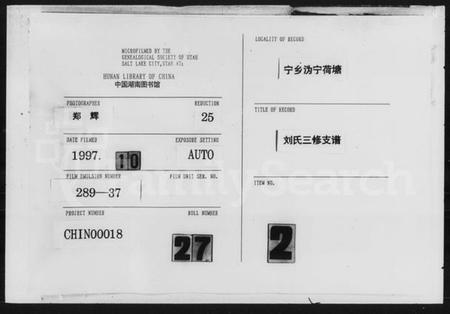 MICROFILMED BY THE
GENEALOGICAL SOCIETY OF UTAH
SALT LAKE CITY, UTAH
HUNAN LIBRARY OF CHINA
中国湖南图书馆
PHOTOGRAPHER REDUCTION
郑 辉 25
DATE FILMED EXPOSURE SETTING
1997. 10 AUTO
FILM EMULSION NUMBER FILM UNIT SER. NO.
289—37
PROJECT NUMBER ROLL NUMBER
CHIN00018 27
LOCALITY OF RECORD
宁乡沩宁荷塘
TITLE OF RECORD
刘氏三修支谱
ITEM NO.
2
FamilySearch